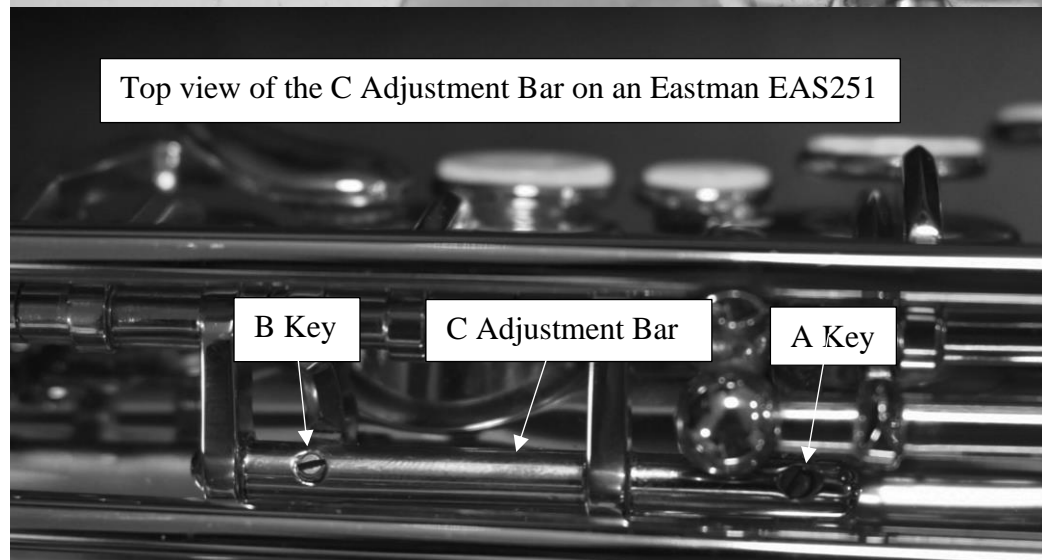 Top view of the C Adjustment Bar on an Eastman EAS251
B Key
C Adjustment Bar
A Key